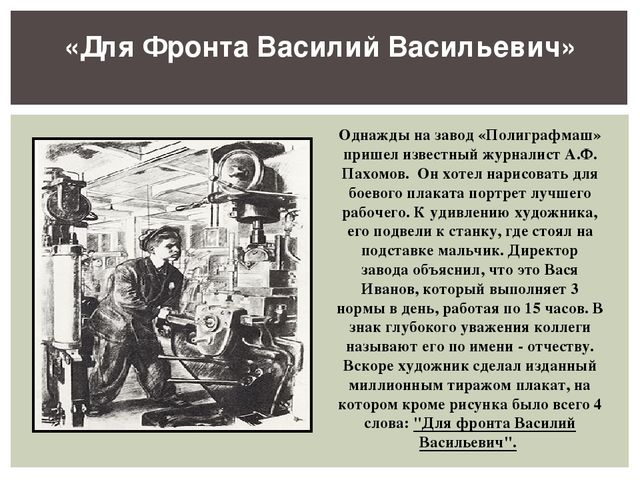 «Для Фронта Василий Васильевич»
Однажды на завод «Полиграфмаш»
пришел известный журналист А.Ф.
Пахомов.  Он хотел нарисовать для
боевого плаката портрет лучшего
рабочего. К удивлению художника,
его подвели к станку, где стоял на
подставке мальчик. Директор
завода объяснил, что это Вася
Иванов, который выполняет 3
нормы в день, работая по 15 часов. В
знак глубокого уважения коллеги
называют его по имени - отчеству.
Вскоре художник сделал изданный
миллионным тиражом плакат, на
котором кроме рисунка было всего 4
слова: "Для фронта Василий
Васильевич".